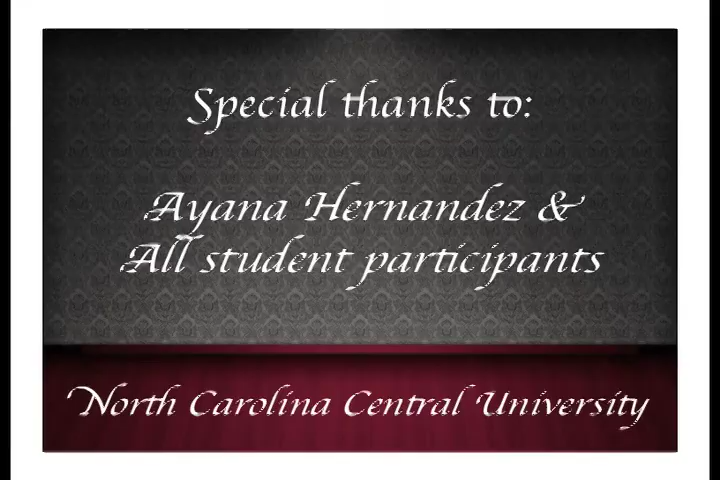 Special thanks to:
Ayana Hernandez &
All student participants
North Carolina Central University